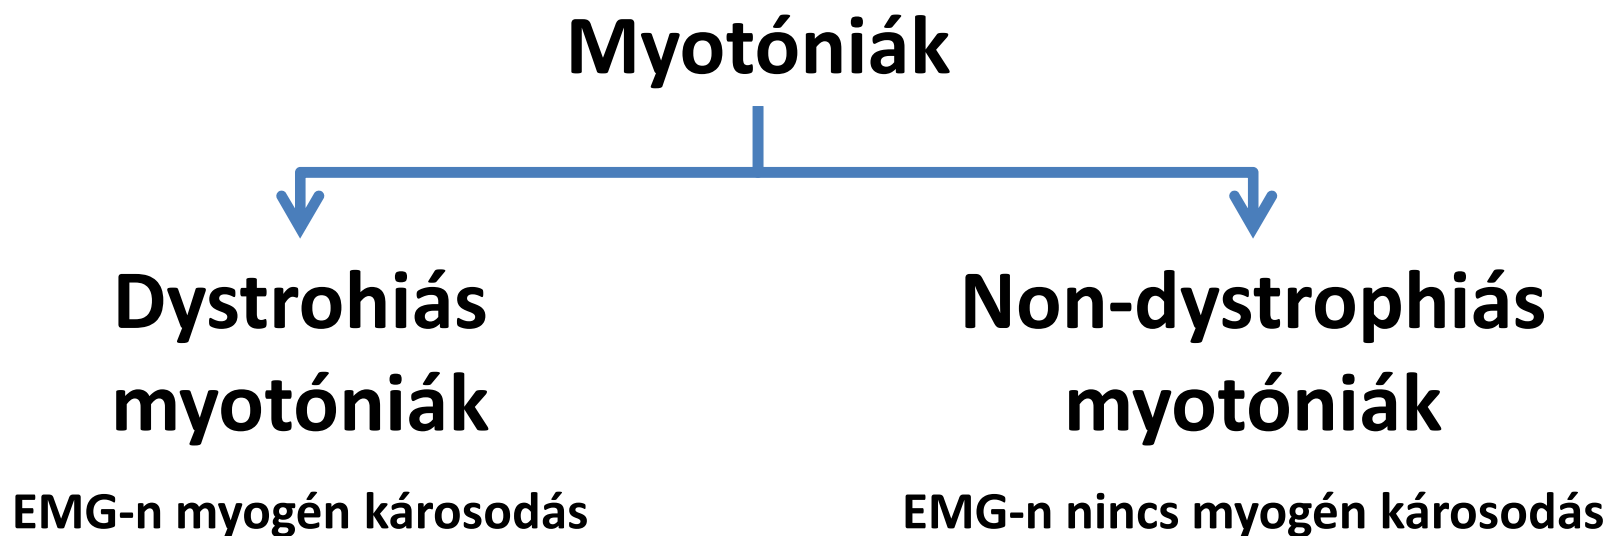 Myotóniák
Dystrohiás
myotóniák
EMG-n myogén károsodás
Non-dystrophiás
myotóniák
EMG-n nincs myogén károsodás